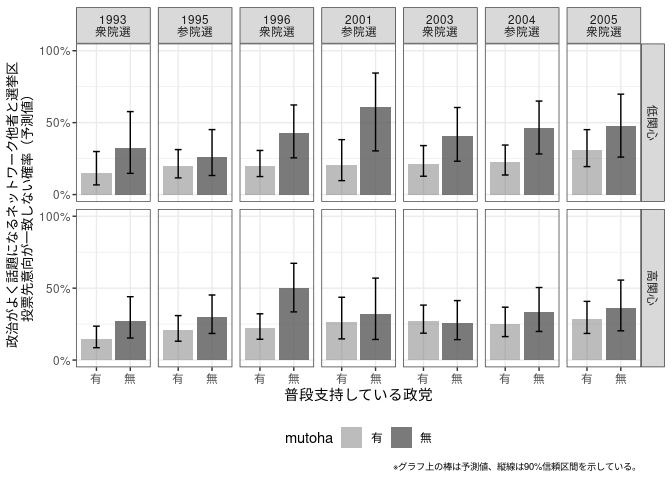 1993
衆院選
1995
参院選
1996
衆院選
2001
参院選
2003
衆院選
2004
参院選
2005
衆院選
政治がよく話題になるネットワーク他者と選挙区
投票先意向が一致しない確率（予測値）
100%
50%
0%
低関心
100%
50%
0%
高関心
有 無 有 無 有 無 有 無 有 無 有 無 有 無
普段支持している政党
mutoha 有 無
※グラフ上の棒は予測値、縦線は90%信頼区間を示している。